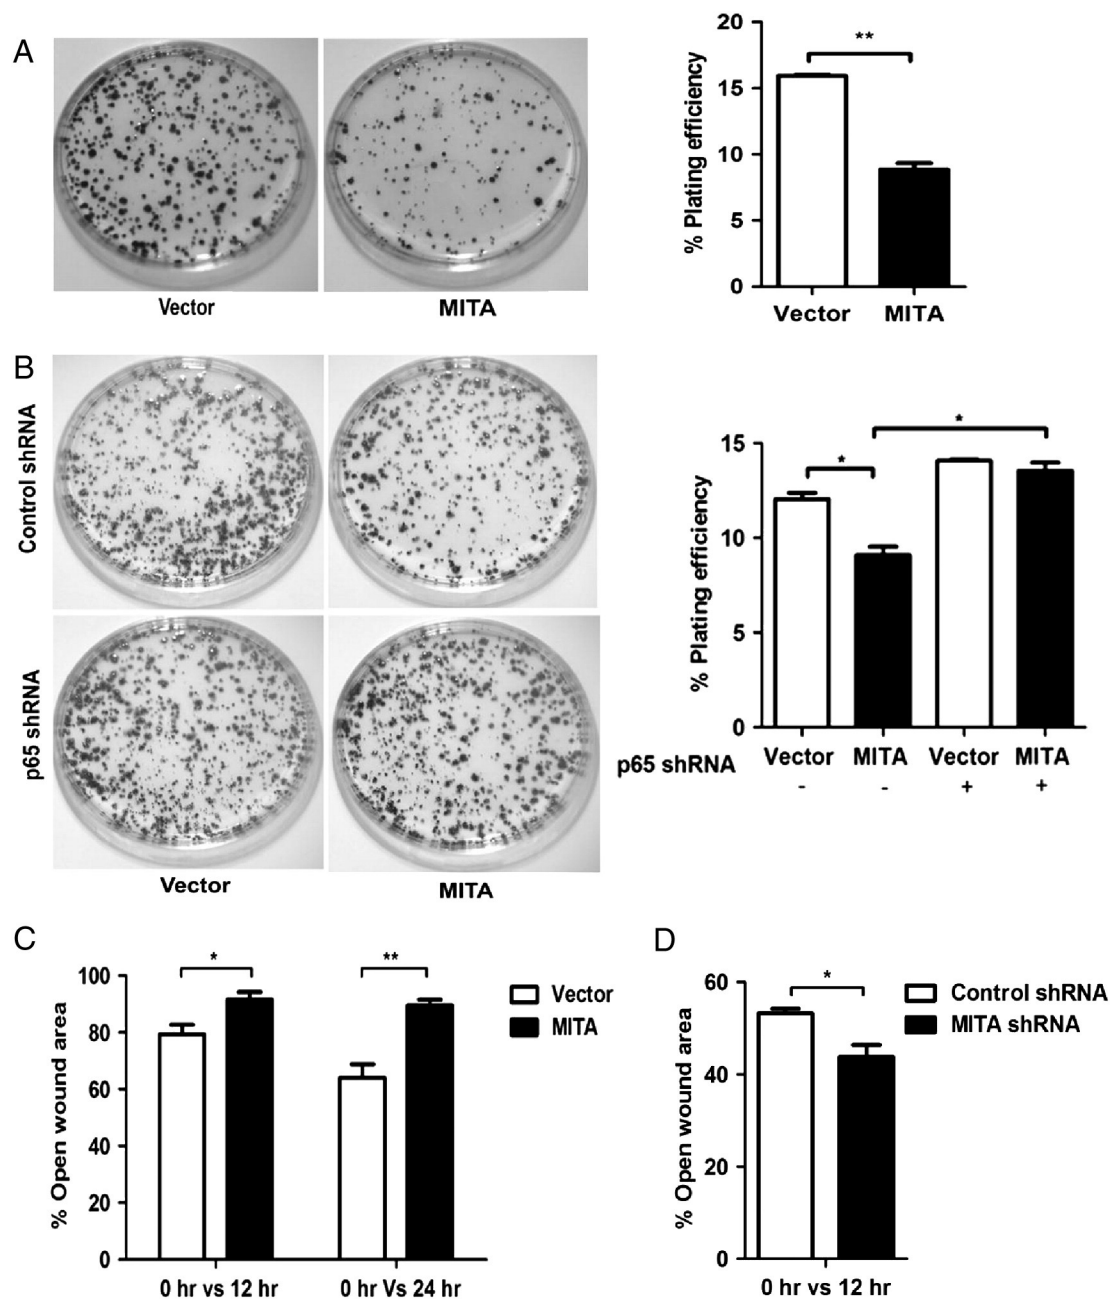 A
Vector
MITA
% Plating efficiency
20
15
10
5
0
**
Vector
MITA
B
Control shRNA
p65 shRNA
Vector
MITA
% Plating efficiency
15
10
5
0
*
*
Vector
MITA
Vector
MITA
p65 shRNA
-
-
+
+
C
% Open wound area
100
80
60
40
20
0
*
**
Vector
MITA
0 hr vs 12 hr
0 hr Vs 24 hr
D
% Open wound area
60
40
20
0
*
Control shRNA
MITA shRNA
0 hr vs 12 hr